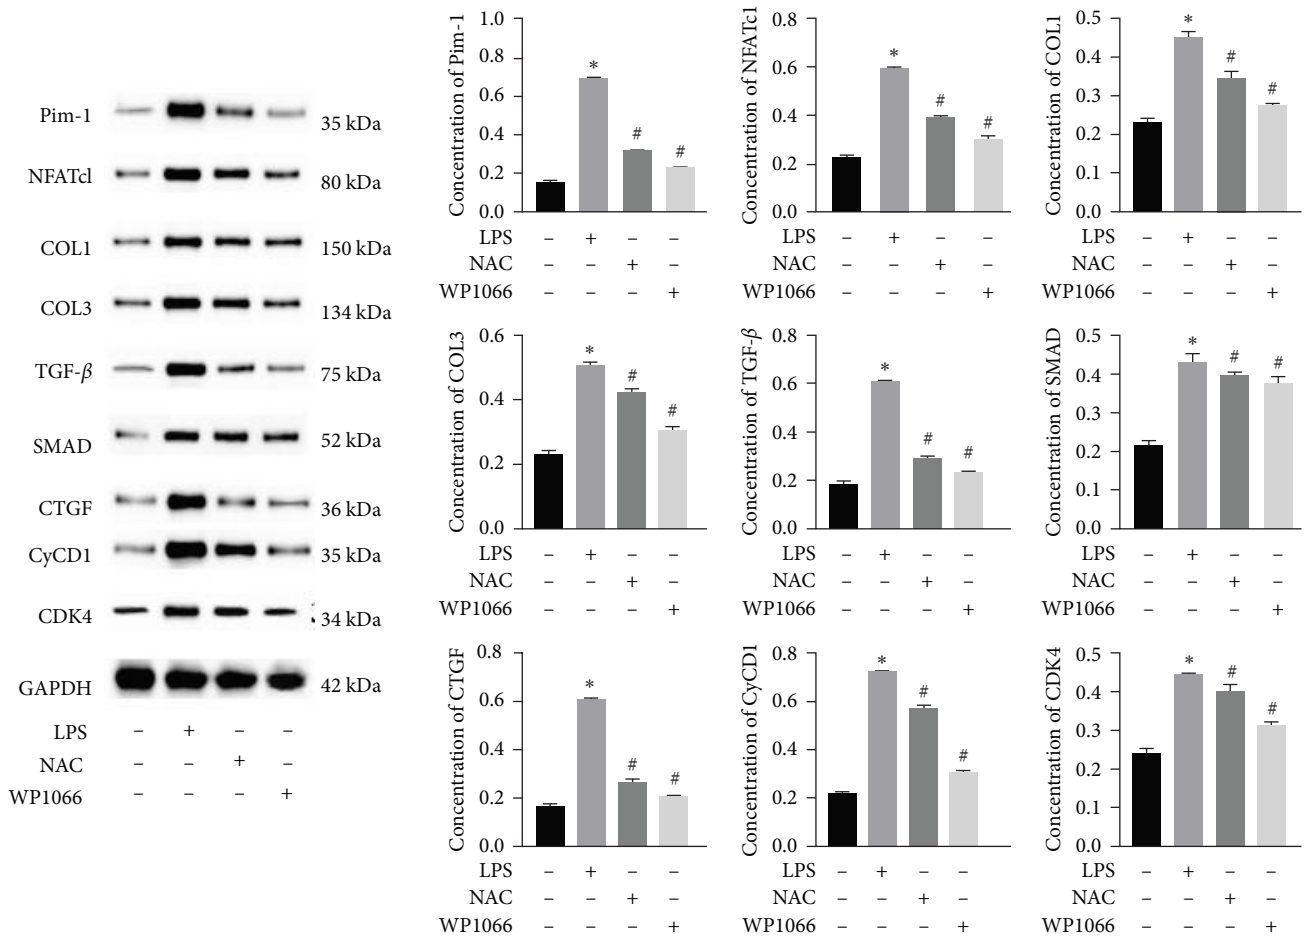 Pim-1 35 kDa
NFATcl 80 kDa
COL1 150 kDa
COL3 134 kDa
TGF-β 75 kDa
SMAD 52 kDa
CTGF 36 kDa
CyCD1 35 kDa
CDK4 34 kDa
GAPDH 42 kDa
LPS – + – –
NAC – – + –
WP1066 – – – +
Concentration of Pim-1
1.0
0.8
0.6
0.4
0.2
0.0
* # #
LPS – + – –
NAC – – + –
WP1066 – – – +
Concentration of NFATc1
0.8
0.6
0.4
0.2
0.0
* # #
LPS – + – –
NAC – – + –
WP1066 – – – +
Concentration of COL1
0.5
0.4
0.3
0.2
0.1
0.0
* # #
LPS – + – –
NAC – – + –
WP1066 – – – +
Concentration of COL3
0.6
0.4
0.2
0.0
* # #
LPS – + – –
NAC – – + –
WP1066 – – – +
Concentration of TGF-β
0.8
0.6
0.4
0.2
0.0
* # #
LPS – + – –
NAC – – + –
WP1066 – – – +
Concentration of SMAD
0.5
0.4
0.3
0.2
0.1
0.0
* # #
LPS – + – –
NAC – – + –
WP1066 – – – +
Concentration of CTGF
0.8
0.6
0.4
0.2
0.0
* # #
LPS – + – –
NAC – – + –
WP1066 – – – +
Concentration of CyCD1
0.8
0.6
0.4
0.2
0.0
* # #
LPS – + – –
NAC – – + –
WP1066 – – – +
Concentration of CDK4
0.5
0.4
0.3
0.2
0.1
0.0
* # #
LPS – + – –
NAC – – + –
WP1066 – – – +